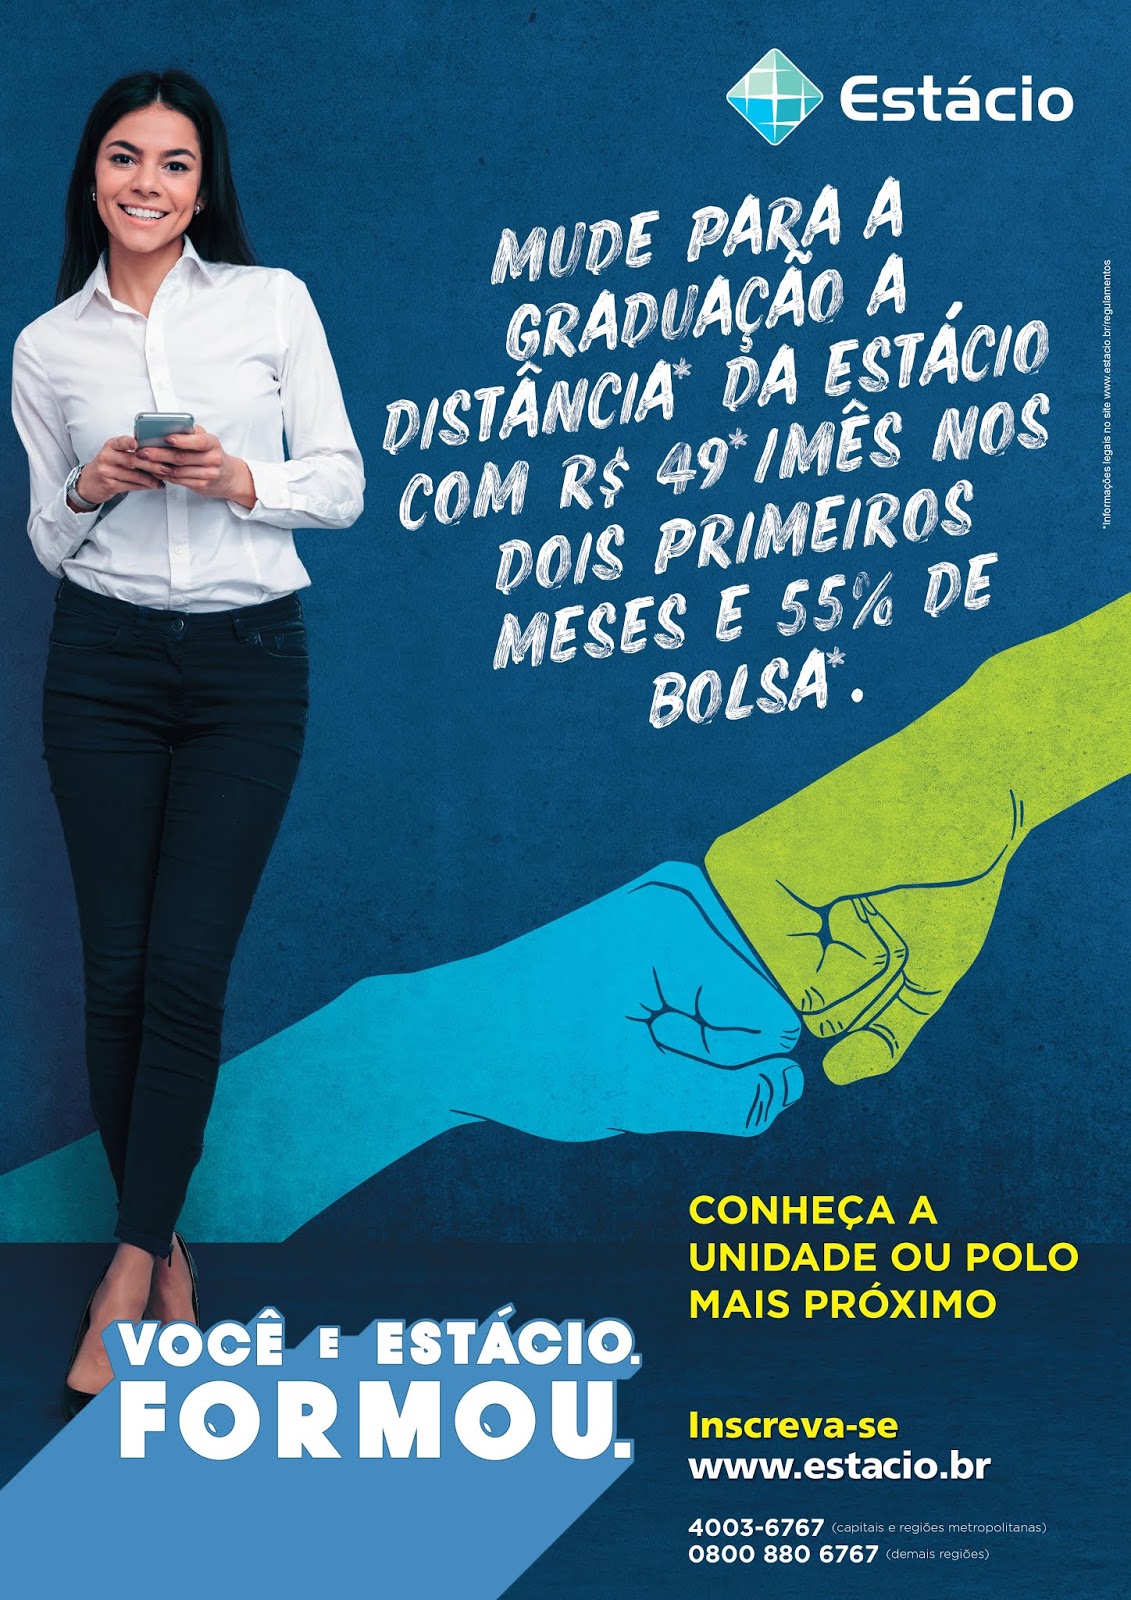 Estácio
MUDE PARA A
GRADUAÇÃO A
DISTÂNCIA* DA ESTÁCIO
COM R$ 49*/MÊS NOS
DOIS PRIMEIROS
MESES E 55% DE
BOLSA*.
*Informações legais no site www.estacio.br/regulamentos
CONHEÇA A
UNIDADE OU POLO
MAIS PRÓXIMO
VOCÊ E ESTÁCIO.
FORMOU.
Inscreva-se
www.estacio.br
4003-6767 (capitais e regiões metropolitanas)
0800 880 6767 (demais regiões)